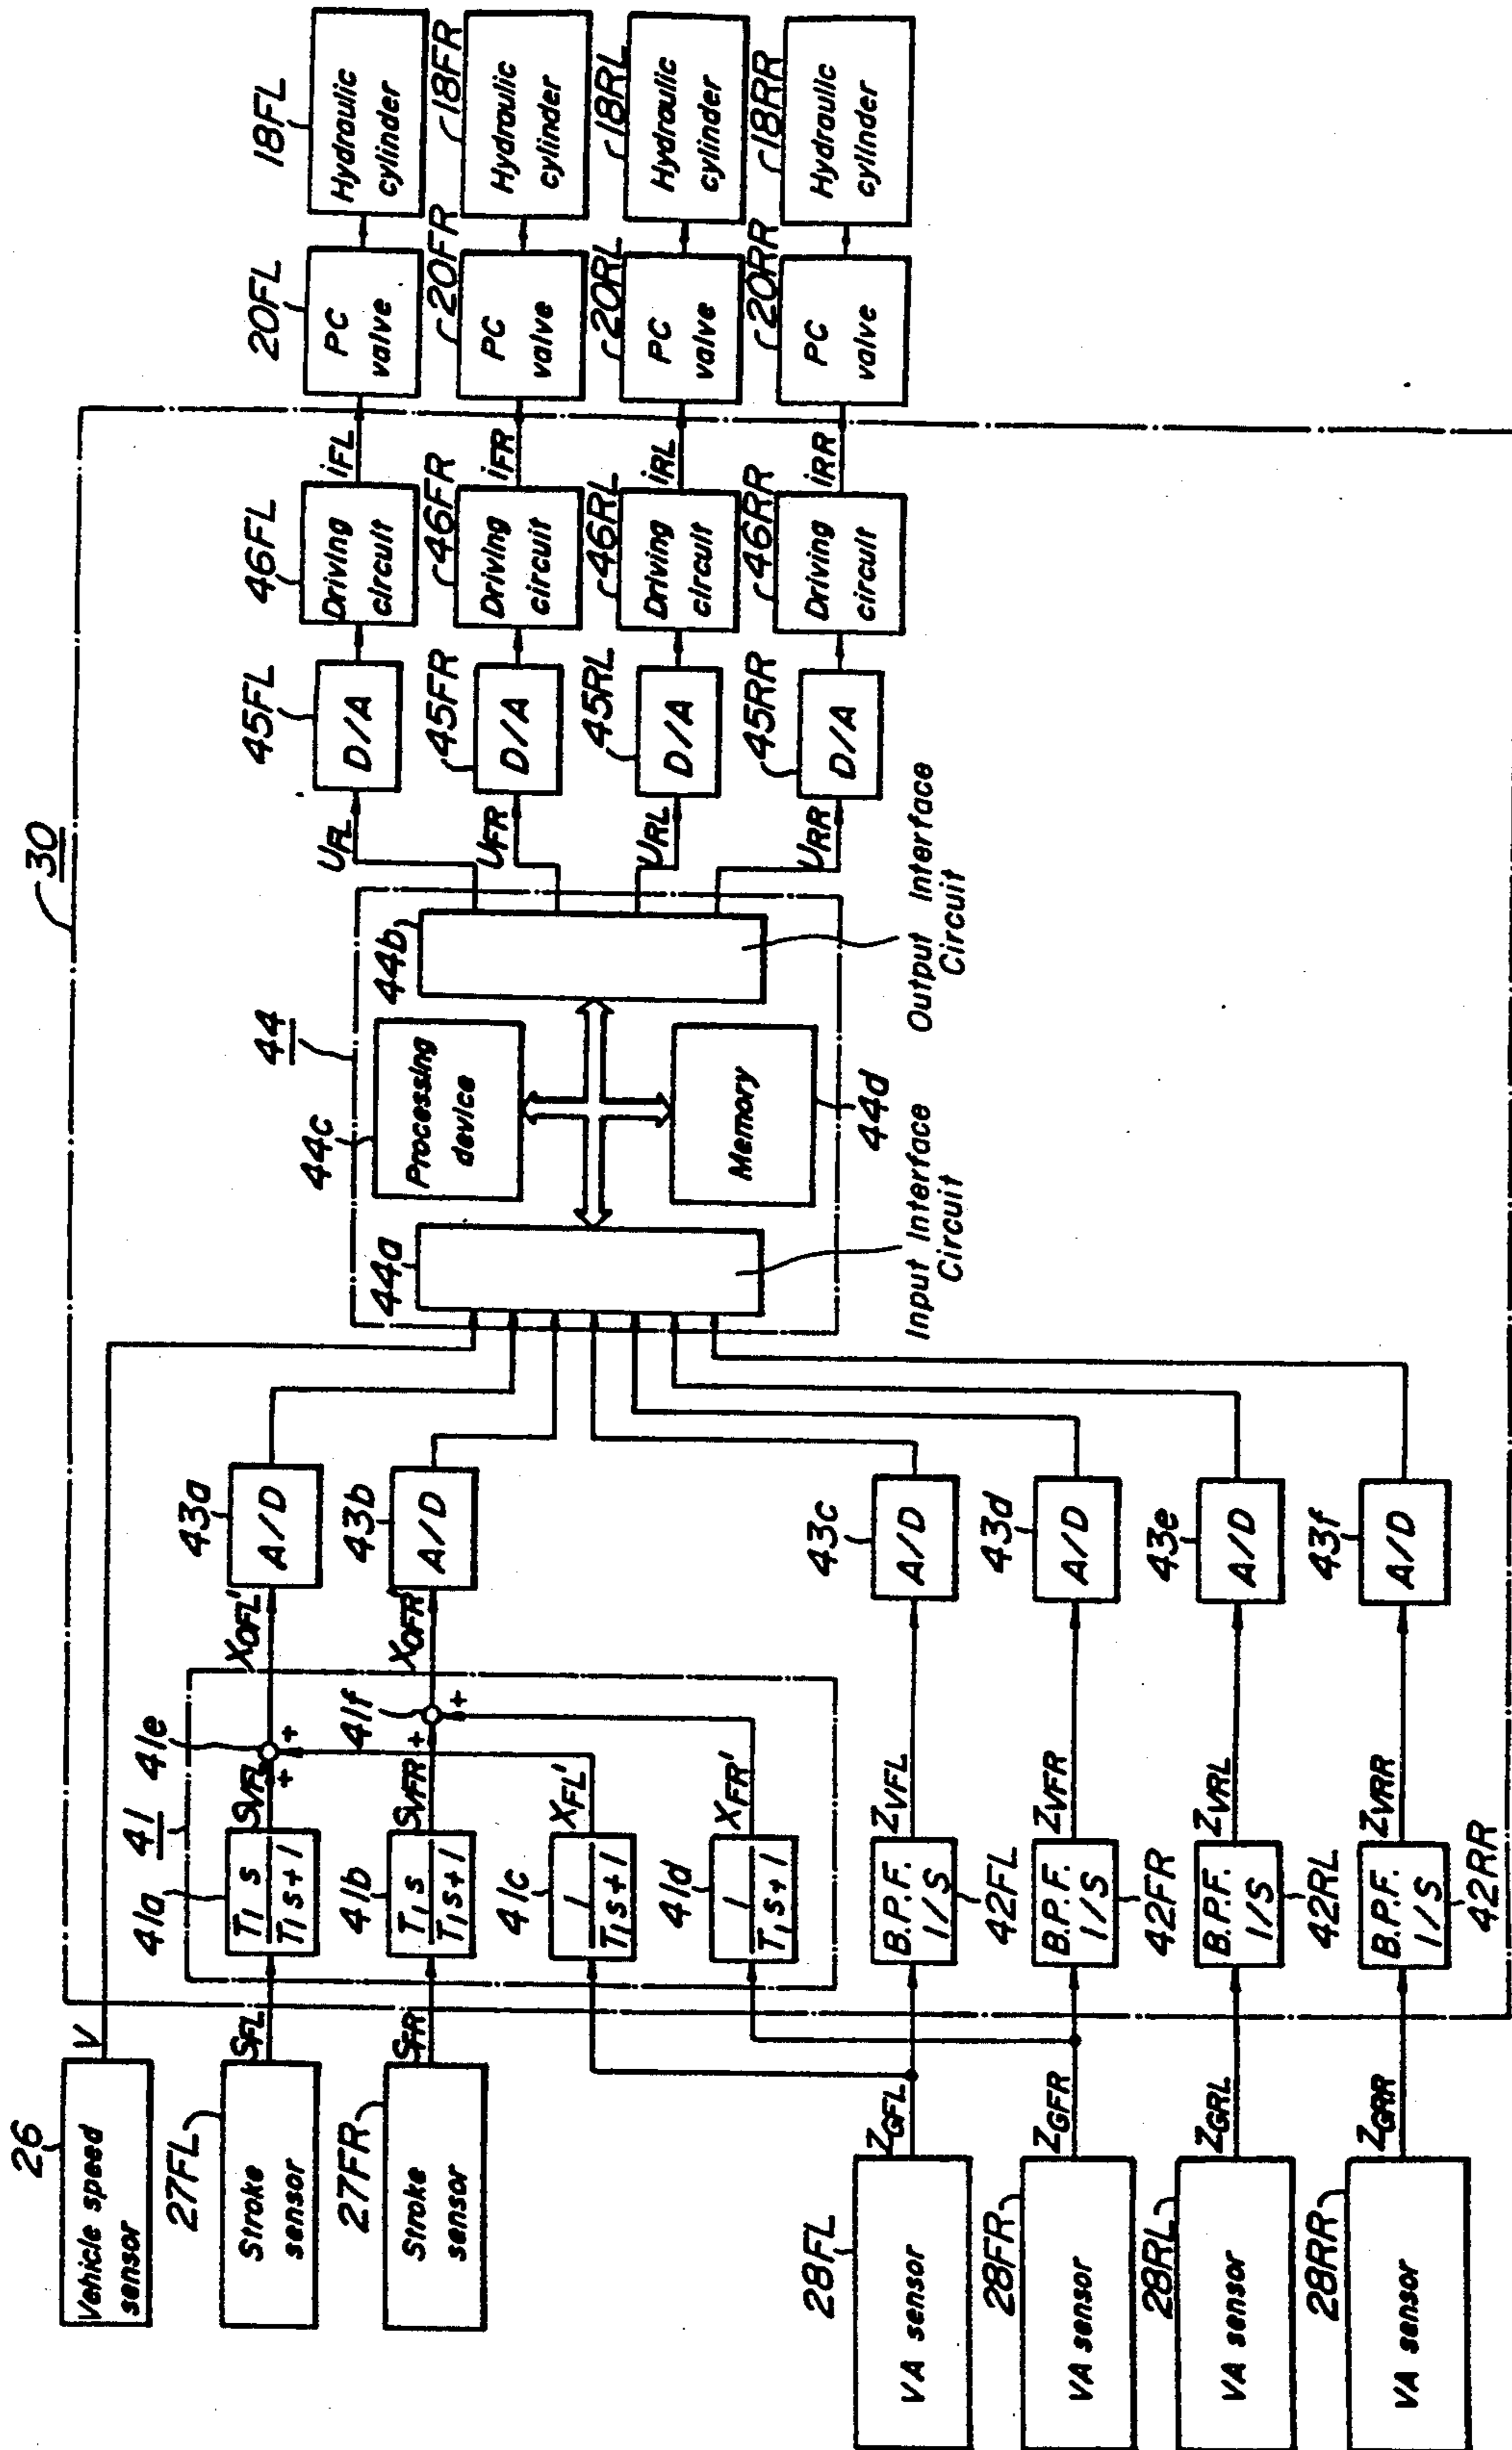 30
26
Vehicle speed
sensor
V
27FL
Stroke
sensor
SFL
27FR
Stroke
sensor
SFR
28FL
VA sensor
ZGFL
28FR
VA sensor
ZGFR
28RL
VA sensor
ZGRL
28RR
VA sensor
ZGRR
41
41a
T1 s
T1 s+1
SVFL
+
+
41e
XOFL'
41b
T1 s
T1 s+1
SVFR
+
+
41f
XOFR'
41c
1
T1 s+1
XFL'
41d
1
T1 s+1
XFR'
B.P.F.
1/S
42FL
ZVFL
B.P.F.
1/S
42FR
ZVFR
B.P.F.
1/S
42RL
ZVRL
B.P.F.
1/S
42RR
ZVRR
43a
A/D
43b
A/D
43c
A/D
43d
A/D
43e
A/D
43f
A/D
44
44a
Input Interface
Circuit
44c
Processing
device
Memory
44d
44b
Output Interface
Circuit
UFL
45FL
D/A
46FL
Driving
circuit
iFL
20FL
PC
valve
18FL
Hydraulic
cylinder
UFR
45FR
D/A
46FR
Driving
circuit
iFR
20FR
PC
valve
18FR
Hydraulic
cylinder
URL
45RL
D/A
46RL
Driving
circuit
iRL
20RL
PC
valve
18RL
Hydraulic
cylinder
URR
45RR
D/A
46RR
Driving
circuit
iRR
20RR
PC
valve
18RR
Hydraulic
cylinder